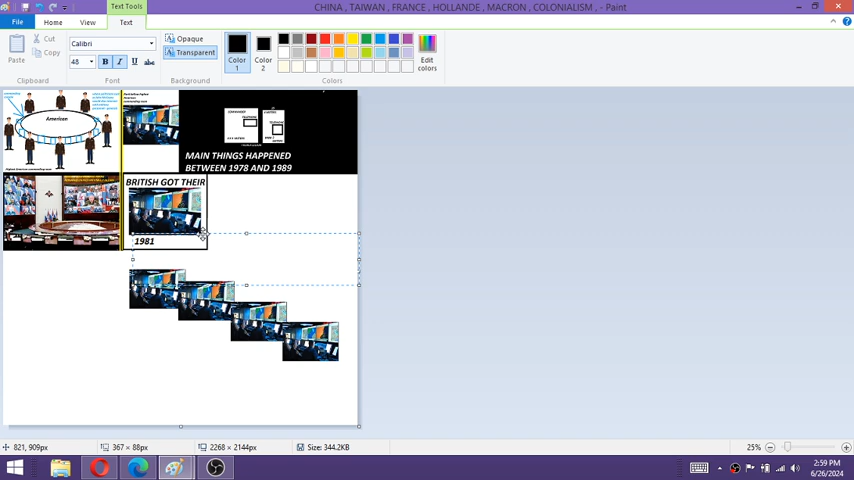 Text Tools
CHINA , TAIWAN , FRANCE , HOLLANDE , MACRON , COLONIALISM , - Paint
File
Home
View
Text
Paste
Cut
Copy
Clipboard
Calibri
48
B
I
U
abc
Font
Opaque
Transparent
Background
Color
1
Color
2
Colors
Edit
colors
American
MAIN THINGS HAPPENED
BETWEEN 1978 AND 1989
BRITISH GOT THEIR
1981
821, 909px
367 × 88px
2268 × 2144px
Size: 344.2KB
25%
2:59 PM
6/26/2024